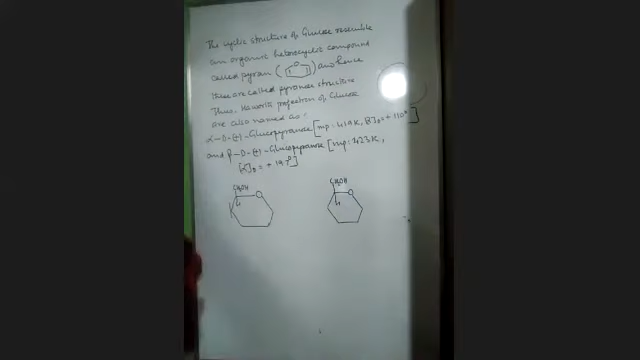 The cyclic structure of Glucose resemble
an organic heterocyclic compound
called pyran (O) and hence
these are called pyranose structure
Thus, Haworth projection of Glucose
are also named as:
α-D-(+)-Glucopyranose [mp: 419K, [α]D = + 110°]
and β-D-(+)-Glucopyranose [mp: 423K,
[α]D = + 19.7°]
CH₂OH CH₂OH
O O
H H